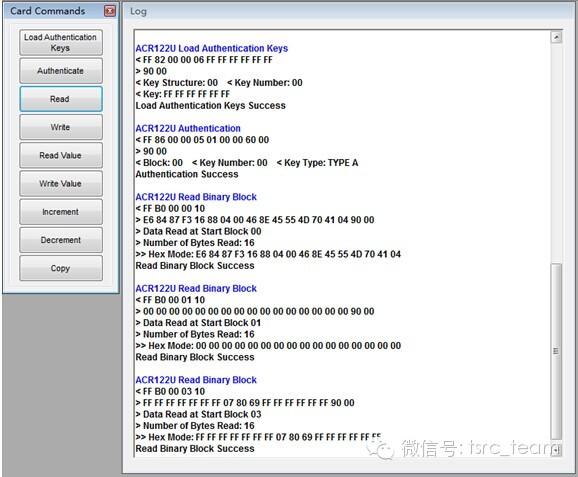 Card Commands
Load Authentication
Keys
Authenticate
Read
Write
Read Value
Write Value
Increment
Decrement
Copy
Log
ACR122U Load Authentication Keys
< FF 82 00 00 06 FF FF FF FF FF FF
> 90 00
< Key Structure: 00 < Key Number: 00
< Key: FF FF FF FF FF FF
Load Authentication Keys Success
ACR122U Authentication
< FF 86 00 00 05 01 00 00 60 00
> 90 00
< Block: 00 < Key Number: 00 < Key Type: TYPE A
Authentication Success
ACR122U Read Binary Block
< FF B0 00 00 10
> E6 84 87 F3 16 88 04 00 46 8E 45 55 4D 70 41 04 90 00
> Data Read at Start Block 00
> Number of Bytes Read: 16
>> Hex Mode: E6 84 87 F3 16 88 04 00 46 8E 45 55 4D 70 41 04
Read Binary Block Success
ACR122U Read Binary Block
< FF B0 00 01 10
> 00 00 00 00 00 00 00 00 00 00 00 00 00 00 00 00 90 00
> Data Read at Start Block 01
> Number of Bytes Read: 16
>> Hex Mode: 00 00 00 00 00 00 00 00 00 00 00 00 00 00 00 00
Read Binary Block Success
ACR122U Read Binary Block
< FF B0 00 03 10
> FF FF FF FF FF FF 07 80 69 FF FF FF FF FF FF FF 90 00
> Data Read at Start Block 03
> Number of Bytes Read: 16
>> Hex Mode: FF FF FF FF FF FF 07 80 69 FF FF FF FF FF FF FF
Read Binary Block Success
微信号: tsrc_team